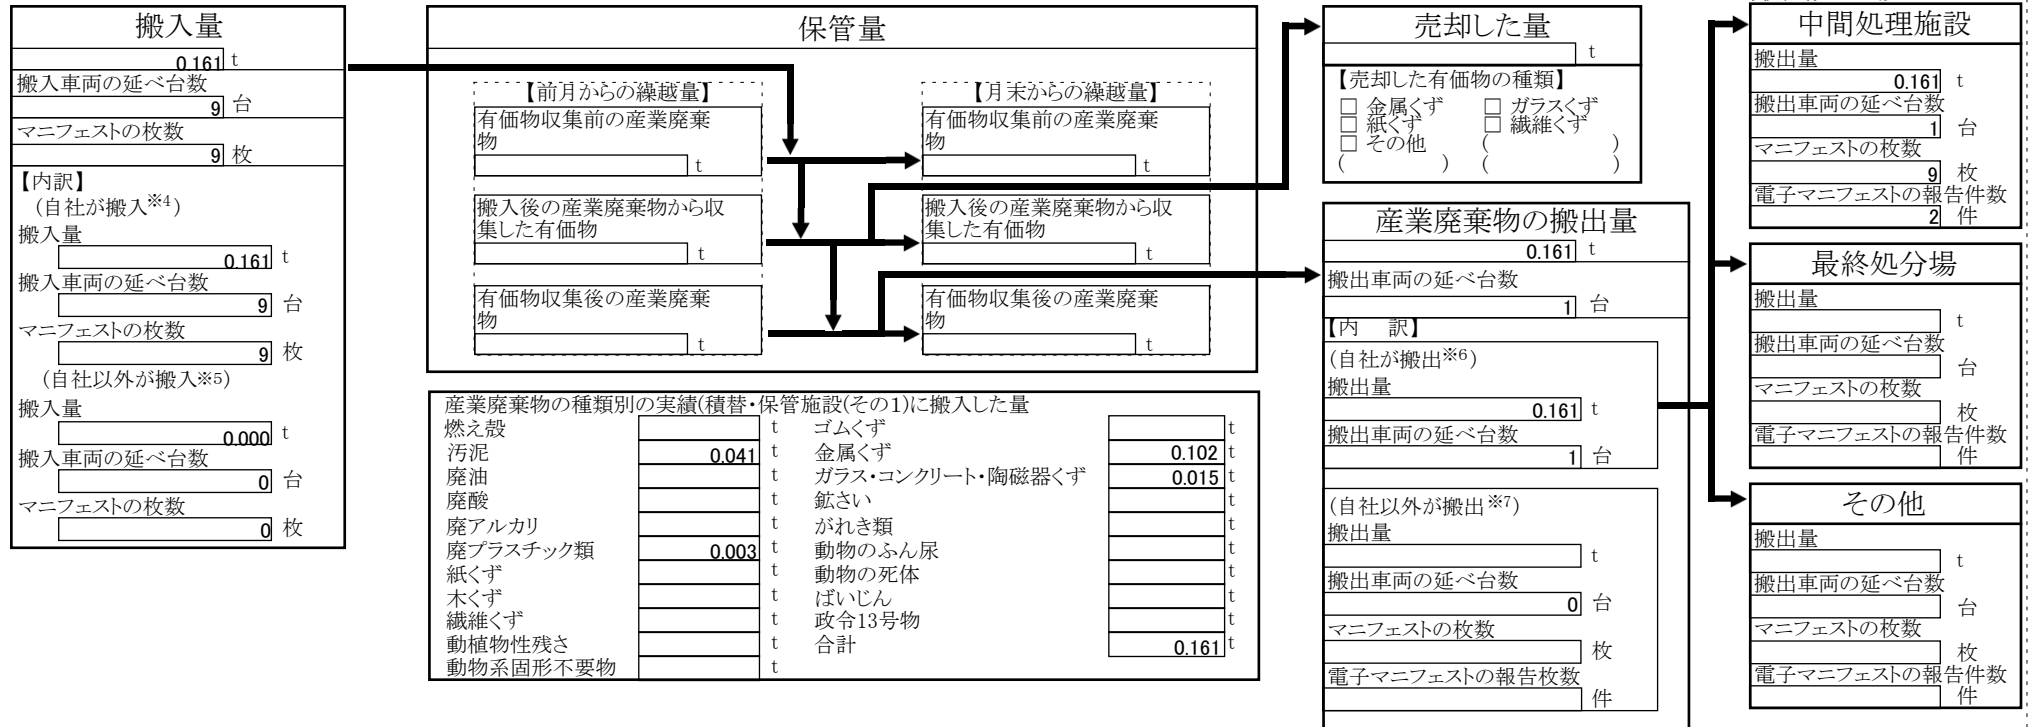 搬入量
0.161 t
搬入車両の延べ台数
9 台
マニフェストの枚数
9 枚
【内訳】
(自社が搬入※4)
搬入量
0.161 t
搬入車両の延べ台数
9 台
マニフェストの枚数
9 枚
(自社以外が搬入※5)
搬入量
0.000 t
搬入車両の延べ台数
0 台
マニフェストの枚数
0 枚
保管量
【前月からの繰越量】
有価物収集前の産業廃棄
物
t
搬入後の産業廃棄物から収
集した有価物
t
有価物収集後の産業廃棄
物
t
【月末からの繰越量】
有価物収集前の産業廃棄
物
t
搬入後の産業廃棄物から収
集した有価物
t
有価物収集後の産業廃棄
物
t
産業廃棄物の種類別の実績(積替・保管施設(その1)に搬入した量
燃え殻 t ゴムくず t
汚泥 0.041 t 金属くず 0.102 t
廃油 t ガラス・コンクリート・陶磁器くず 0.015 t
廃酸 t 鉱さい t
廃アルカリ t がれき類 t
廃プラスチック類 0.003 t 動物のふん尿 t
紙くず t 動物の死体 t
木くず t ばいじん t
繊維くず t 政令13号物 t
動植物性残さ t 合計 0.161 t
動物系固形不要物 t
売却した量
t
【売却した有価物の種類】
□ 金属くず □ ガラスくず
□ 紙くず □ 繊維くず
□ その他 ( )
( ) ( )
産業廃棄物の搬出量
0.161 t
搬出車両の延べ台数
1 台
【内 訳】
(自社が搬出※6)
搬出量
0.161 t
搬出車両の延べ台数
1 台
(自社以外が搬出※7)
搬出量
t
搬出車両の延べ台数
0 台
マニフェストの枚数
枚
電子マニフェストの報告枚数
件
中間処理施設
搬出量
0.161 t
搬出車両の延べ台数
1 台
マニフェストの枚数
9 枚
電子マニフェストの報告件数
2 件
最終処分場
搬出量
t
搬出車両の延べ台数
台
マニフェストの枚数
枚
電子マニフェストの報告件数
件
その他
搬出量
t
搬出車両の延べ台数
台
マニフェストの枚数
枚
電子マニフェストの報告件数
件